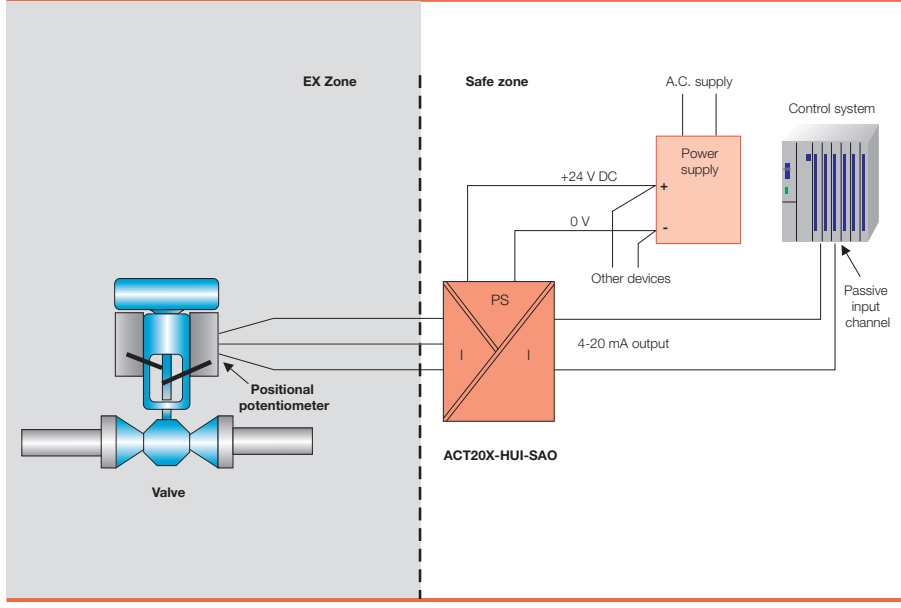 EX Zone
Safe zone
A.C. supply
Control system
Power
supply
+24 V DC
+
0 V
-
Other devices
PS
Passive
input
channel
4-20 mA output
I
I
Positional
potentiometer
ACT20X-HUI-SAO
Valve